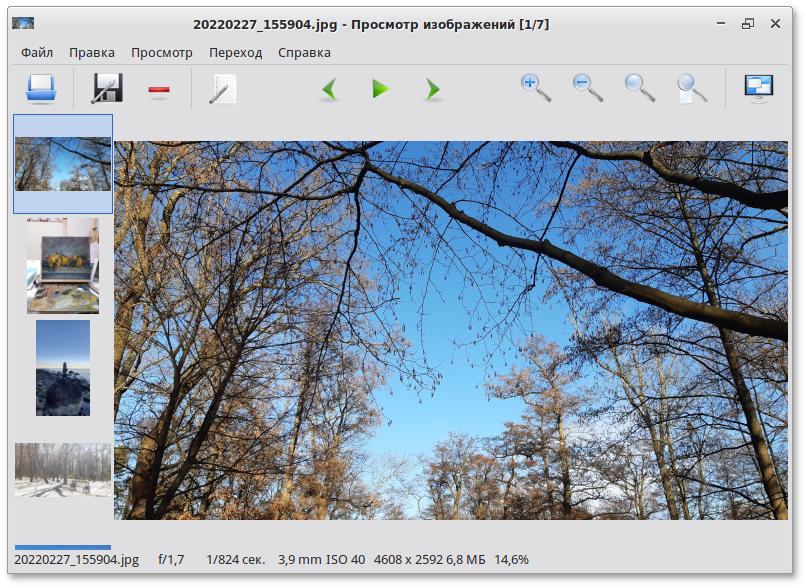 20220227_155904.jpg - Просмотр изображений [1/7]
Файл Правка Просмотр Переход Справка
20220227_155904.jpg f/1,7 1/824 сек. 3,9 mm ISO 40 4608 x 2592 6,8 МБ 14,6%